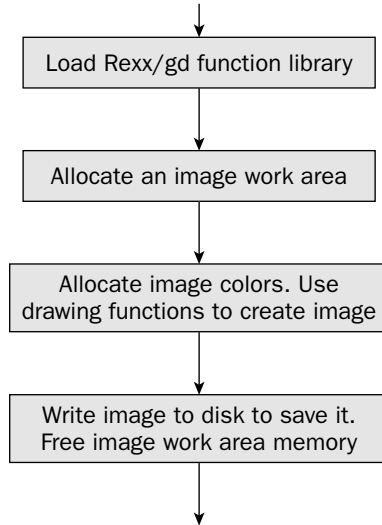 Load Rexx/gd function library
Allocate an image work area
Allocate image colors. Use
drawing functions to create image
Write image to disk to save it.
Free image work area memory